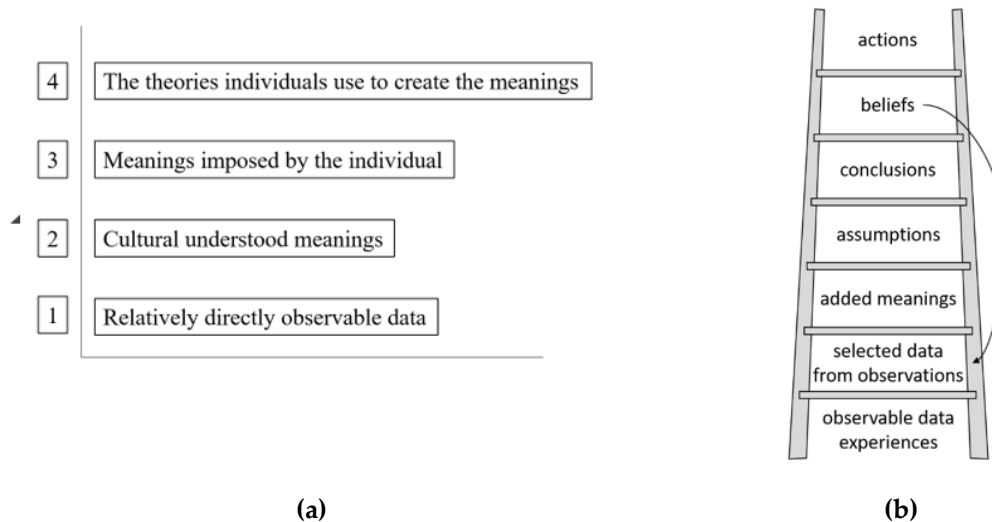 4
The theories individuals use to create the meanings
3
Meanings imposed by the individual
2
Cultural understood meanings
1
Relatively directly observable data
(a)
actions
beliefs
conclusions
assumptions
added meanings
selected data
from observations
observable data
experiences
(b)